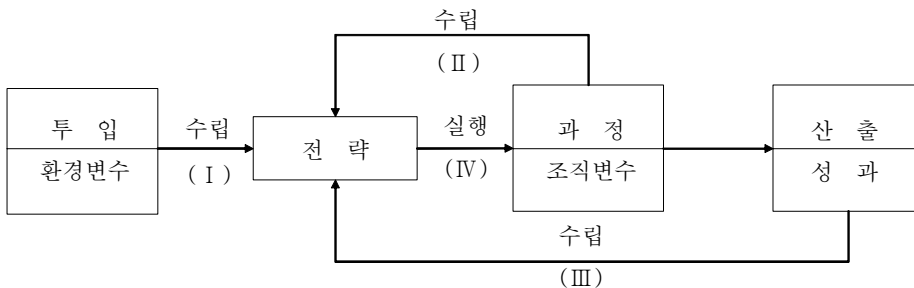 수립
(Ⅱ)
투 입
환경변수
수립
(Ⅰ)
전 략
실행
(Ⅳ)
과 정
조직변수
산 출
성 과
수립
(Ⅲ)